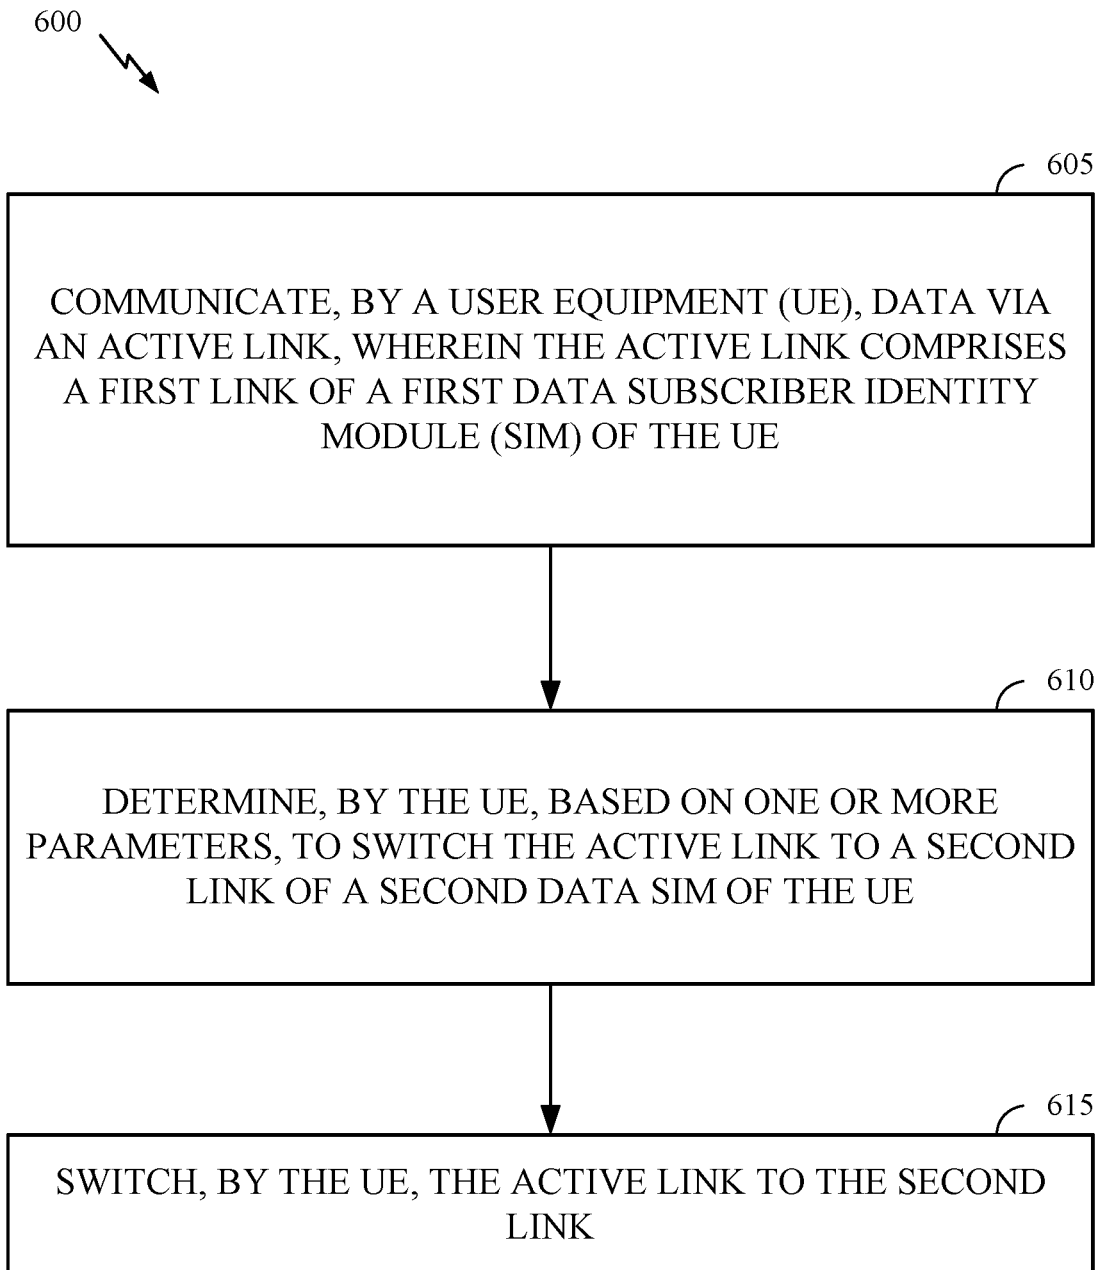 600
605
COMMUNICATE, BY A USER EQUIPMENT (UE), DATA VIA
AN ACTIVE LINK, WHEREIN THE ACTIVE LINK COMPRISES
A FIRST LINK OF A FIRST DATA SUBSCRIBER IDENTITY
MODULE (SIM) OF THE UE
610
DETERMINE, BY THE UE, BASED ON ONE OR MORE
PARAMETERS, TO SWITCH THE ACTIVE LINK TO A SECOND
LINK OF A SECOND DATA SIM OF THE UE
615
SWITCH, BY THE UE, THE ACTIVE LINK TO THE SECOND
LINK